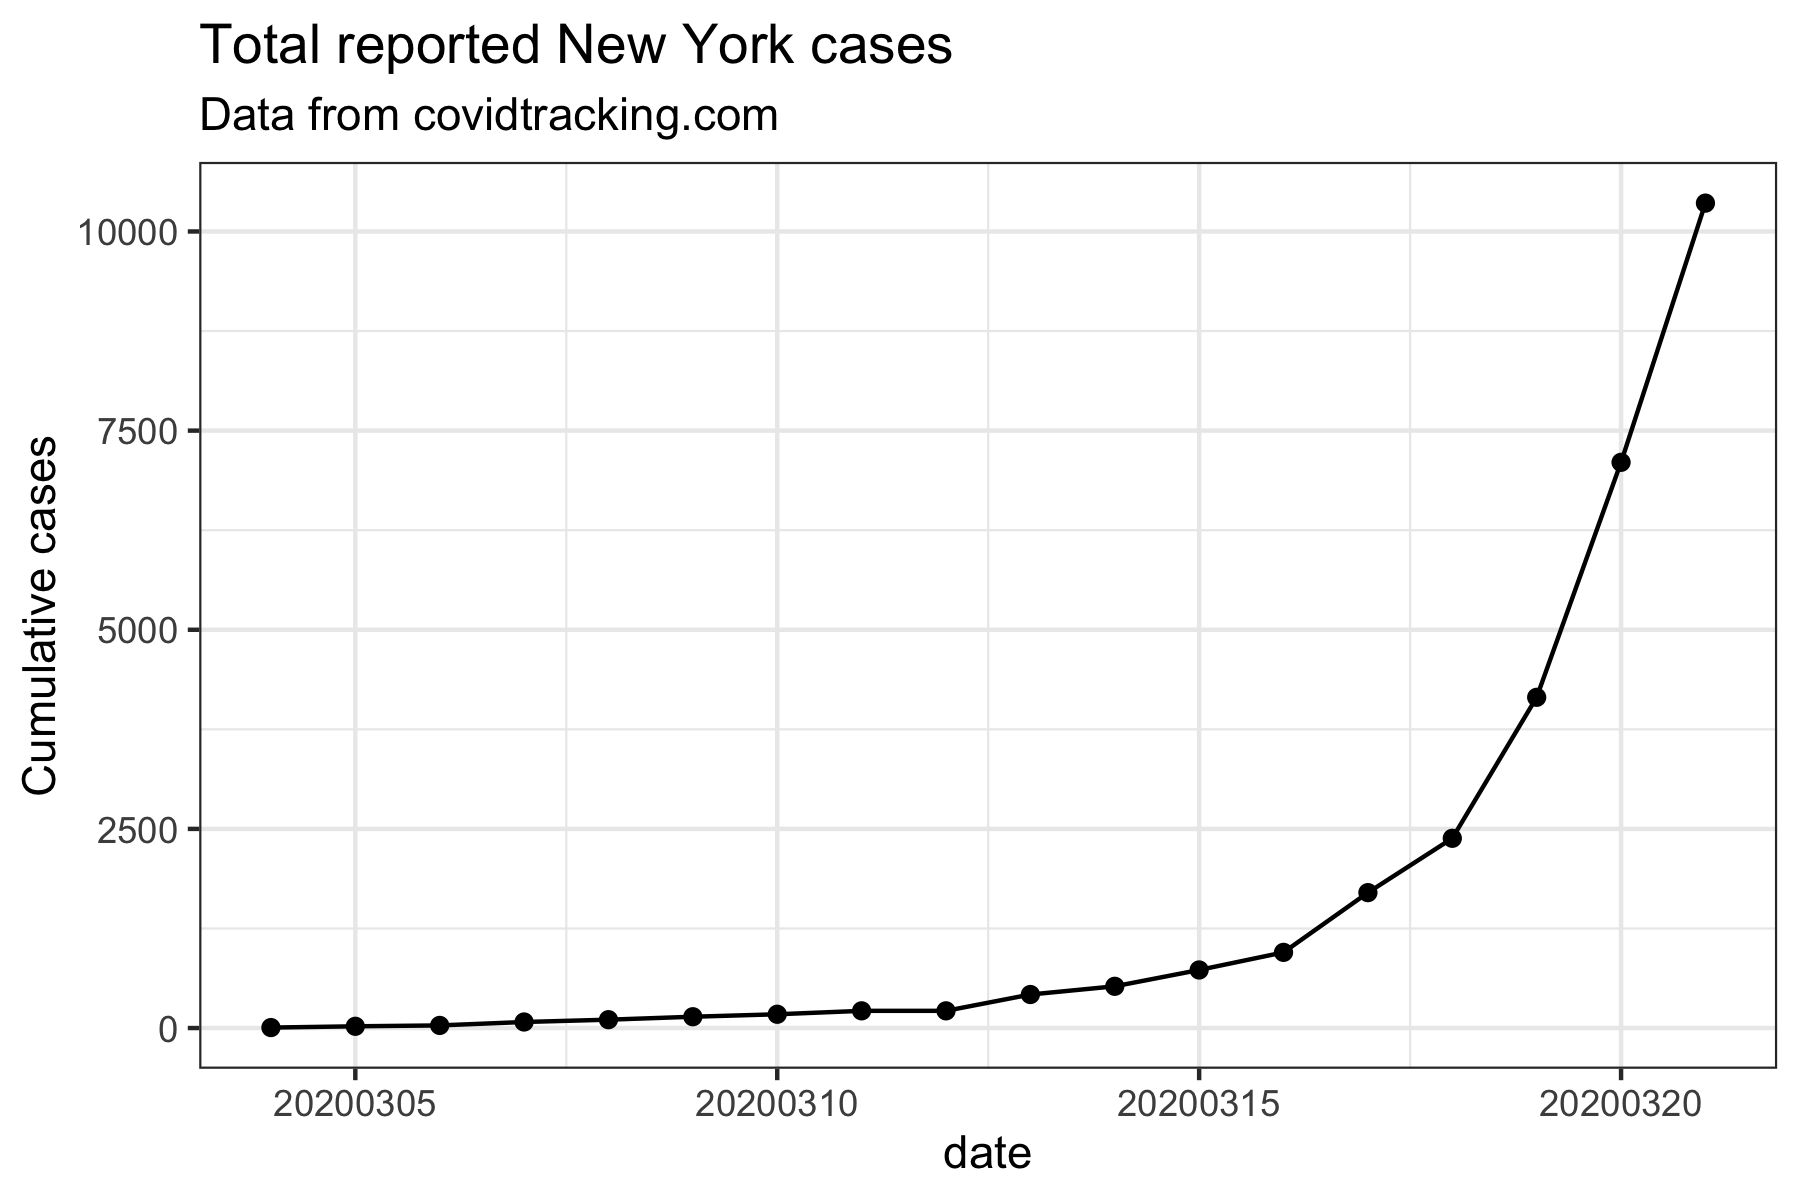 Total reported New York cases
Data from covidtracking.com
Cumulative cases
10000
7500
5000
2500
0
20200305
20200310
20200315
20200320
date